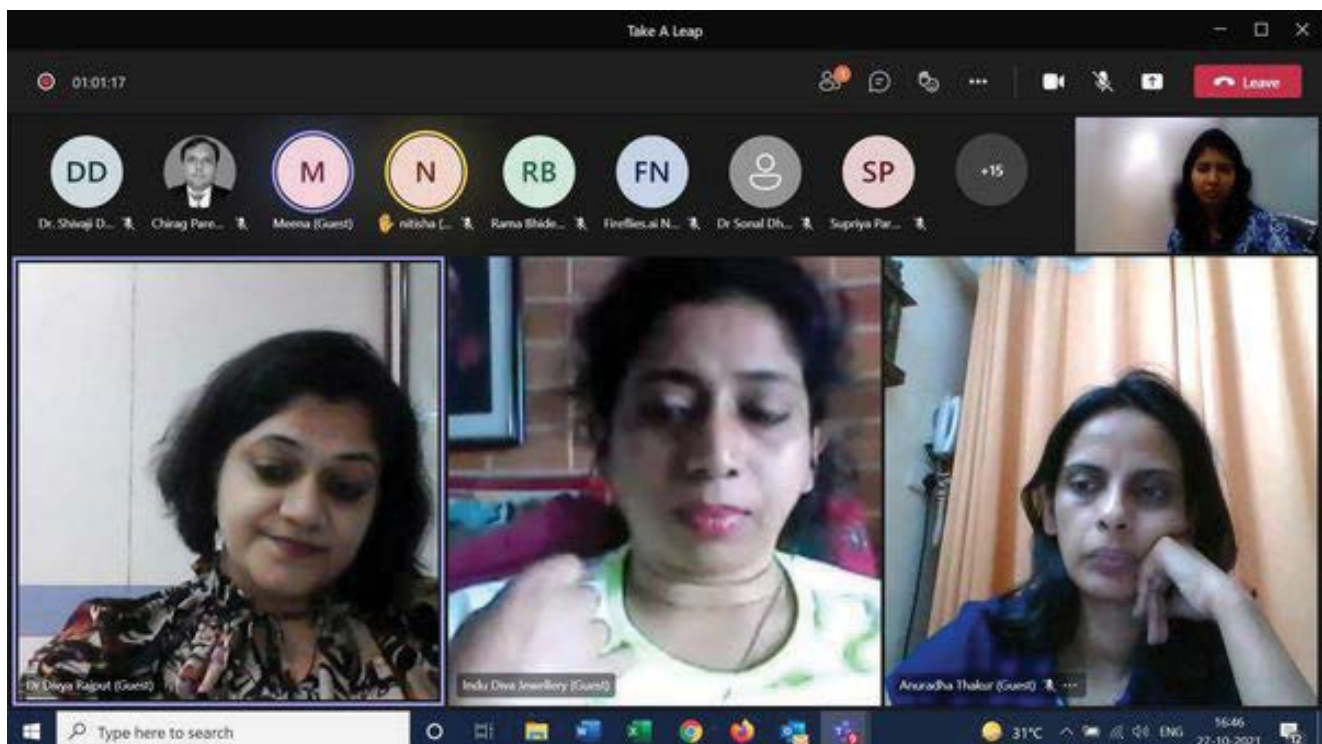 Take A Leap
01:01:17
Leave
DD
M
N
RB
FN
SP
+15
Dr. Shivaji D...
Chirag Pare...
Meena (Guest)
nitisha (...
Rama Bhide...
Fireflies.ai N...
Dr Sonal Dh...
Supriya Par...
Dr Divya Rajput (Guest)
Indu Diva Jewellery (Guest)
Anuradha Thakur (Guest)
Type here to search
31°C
ENG
16:46
22-10-2021